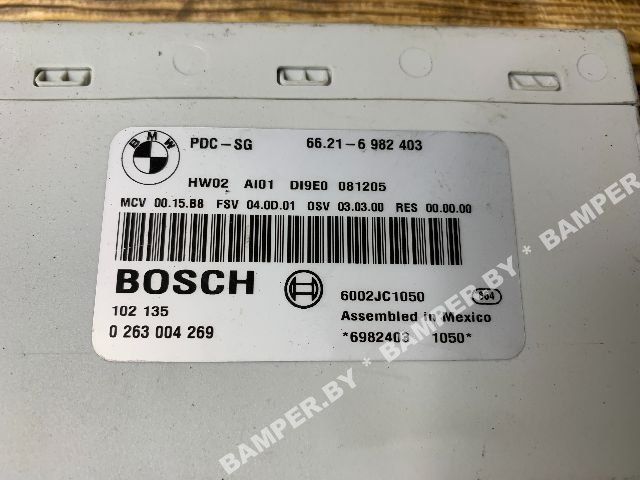 BMW PDC-SG 66.21-6 982 403
HW02 AI01 DI9E0 081205
MCV 00.15.B8 FSV 04.0D.01 OSV 03.03.00 RES 00.00.00
BOSCH
6002JC1050
102 135 Assembled in Mexico
0 263 004 269 *6982403 1050*
BAMPER.BY * BAMPER.BY * BAMPER.BY